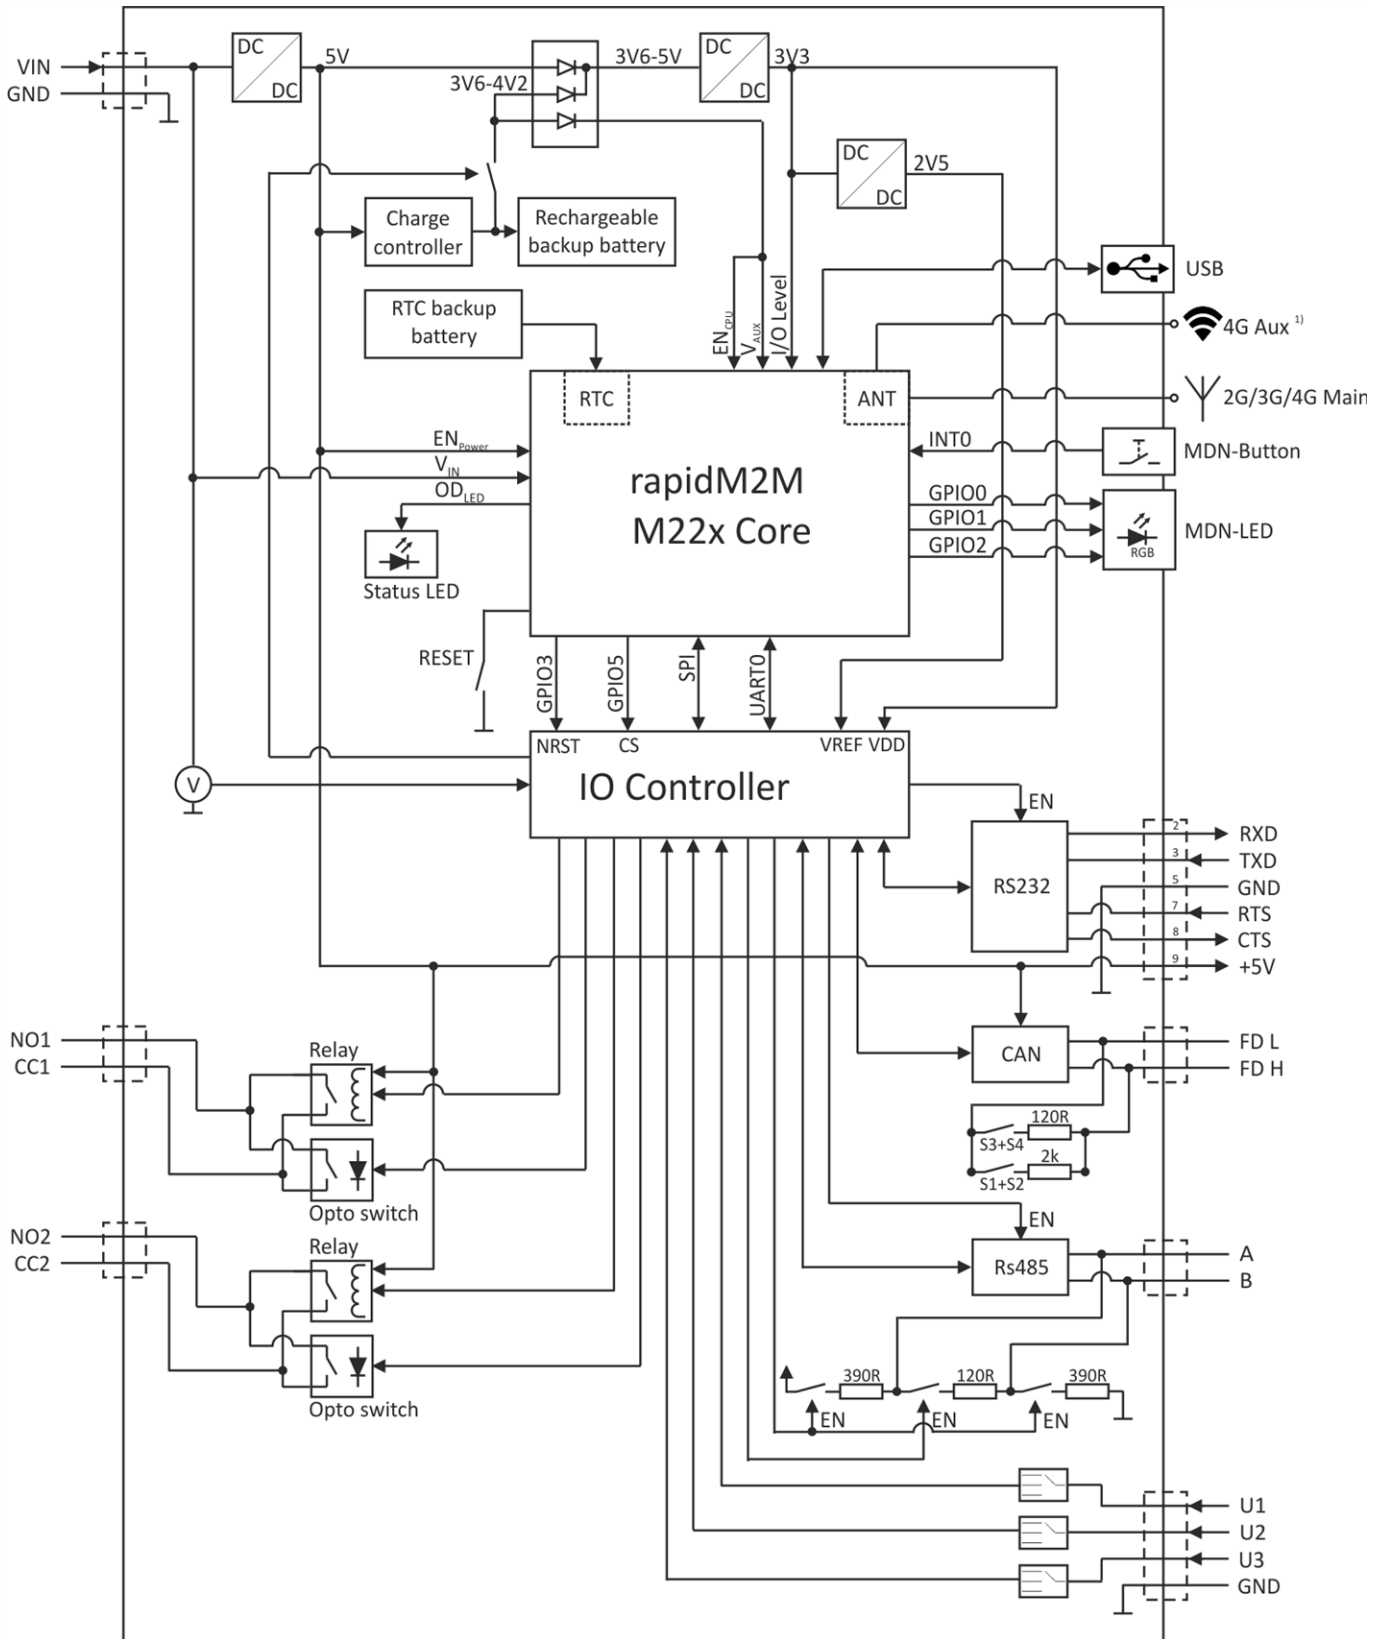 DC
DC
5V
3V6-5V
DC
DC
3V3
VIN
GND
3V6-4V2
DC
DC
2V5
Charge
controller
Rechargeable
backup battery
USB
RTC backup
battery
EN CPU
V AUX
I/O Level
4G Aux 1)
RTC
ANT
2G/3G/4G Main
EN Power
INT0
MDN-Button
V IN
OD LED
rapidM2M
M22x Core
GPIO0
GPIO1
GPIO2
RGB
MDN-LED
Status LED
RESET
GPIO3
GPIO5
SPI
UART0
NRST
CS
VREF
VDD
V
IO Controller
EN
RS232
2
RXD
3
TXD
5
GND
7
RTS
8
CTS
9
+5V
NO1
CC1
Relay
CAN
FD L
FD H
120R
S3+S4
2k
S1+S2
Opto switch
EN
NO2
CC2
Relay
Rs485
A
B
390R
120R
390R
EN
EN
EN
Opto switch
U1
U2
U3
GND